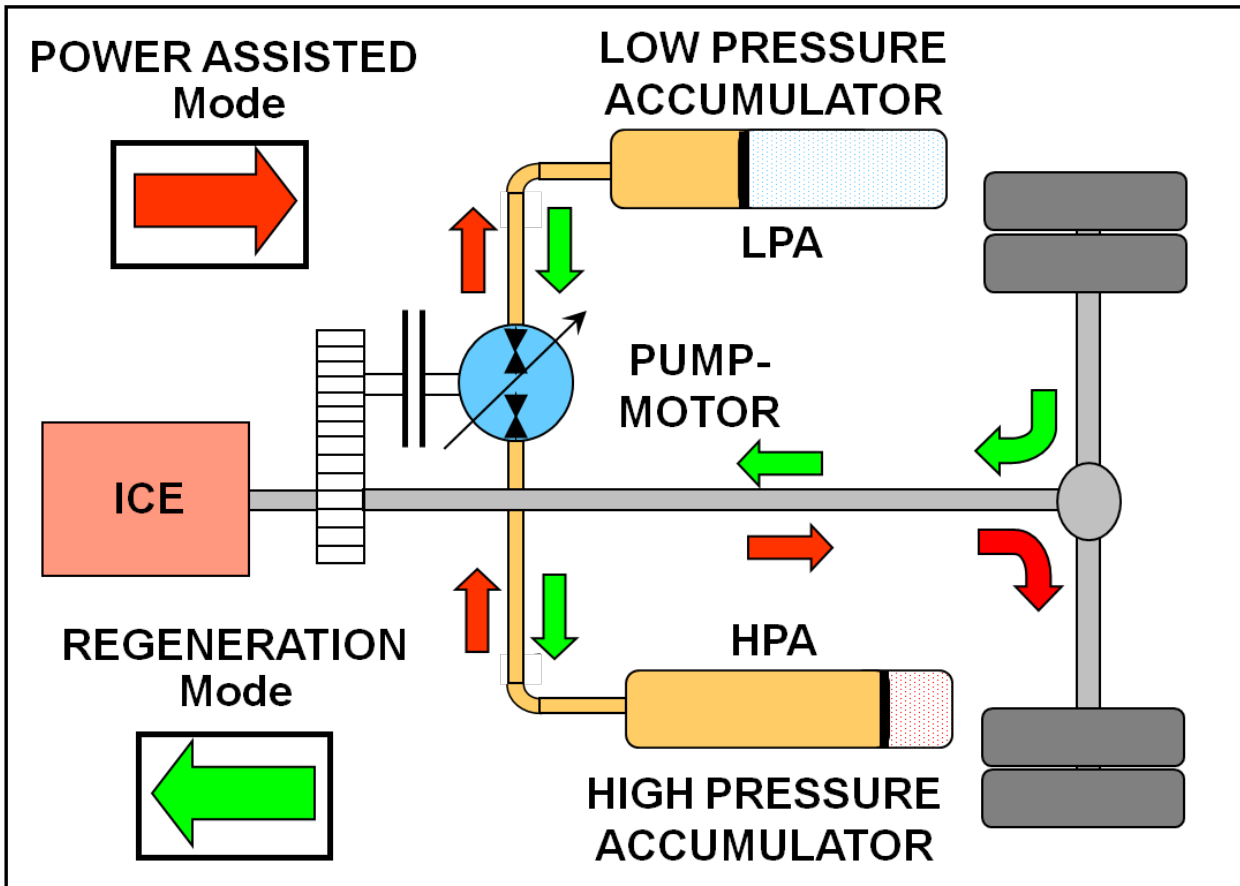 POWER ASSISTED
Mode
LOW PRESSURE
ACCUMULATOR
LPA
PUMP-
MOTOR
ICE
REGENERATION
Mode
HPA
HIGH PRESSURE
ACCUMULATOR